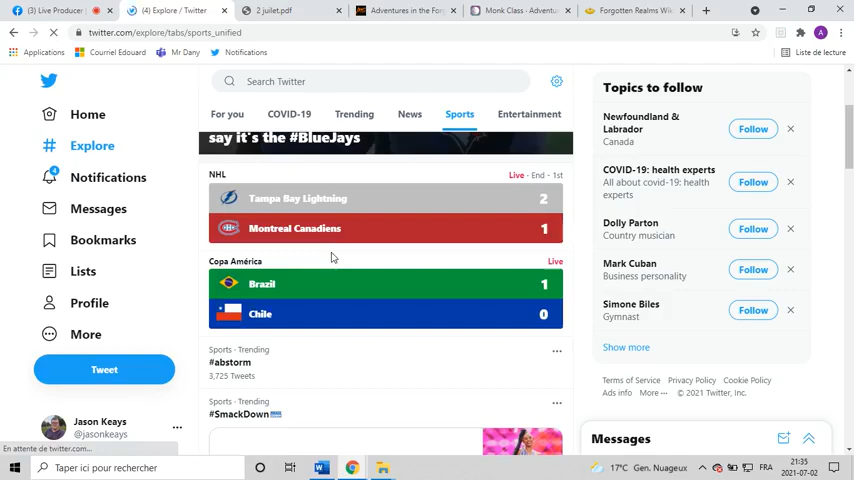 (3) Live Producer
(4) Explore / Twitter
2 juilet.pdf
Adventures in the Forg
Monk Class - Adventu
Forgotten Realms Wik
twitter.com/explore/tabs/sports_unified
A
Applications
Courriel Edouard
Mr Dany
Notifications
Liste de lecture
Home
Explore
4
Notifications
Messages
Bookmarks
Lists
Profile
More
Tweet
Jason Keays
@jasonkeays
En attente de twitter.com...
Search Twitter
For you
COVID-19
Trending
News
Sports
Entertainment
say it's the #BlueJays
NHL
Live · End - 1st
Tampa Bay Lightning 2
Montreal Canadiens 1
Copa América
Live
Brazil 1
Chile 0
Sports · Trending
#abstorm
3,725 Tweets
Sports · Trending
#SmackDown
Topics to follow
Newfoundland &
Labrador
Canada
Follow
COVID-19: health experts
All about covid-19: health
experts
Follow
Dolly Parton
Country musician
Follow
Mark Cuban
Business personality
Follow
Simone Biles
Gymnast
Follow
Show more
Terms of Service Privacy Policy Cookie Policy
Ads info More ··· © 2021 Twitter, Inc.
Messages
Taper ici pour rechercher
17°C Gen. Nuageux
FRA
21:35
2021-07-02